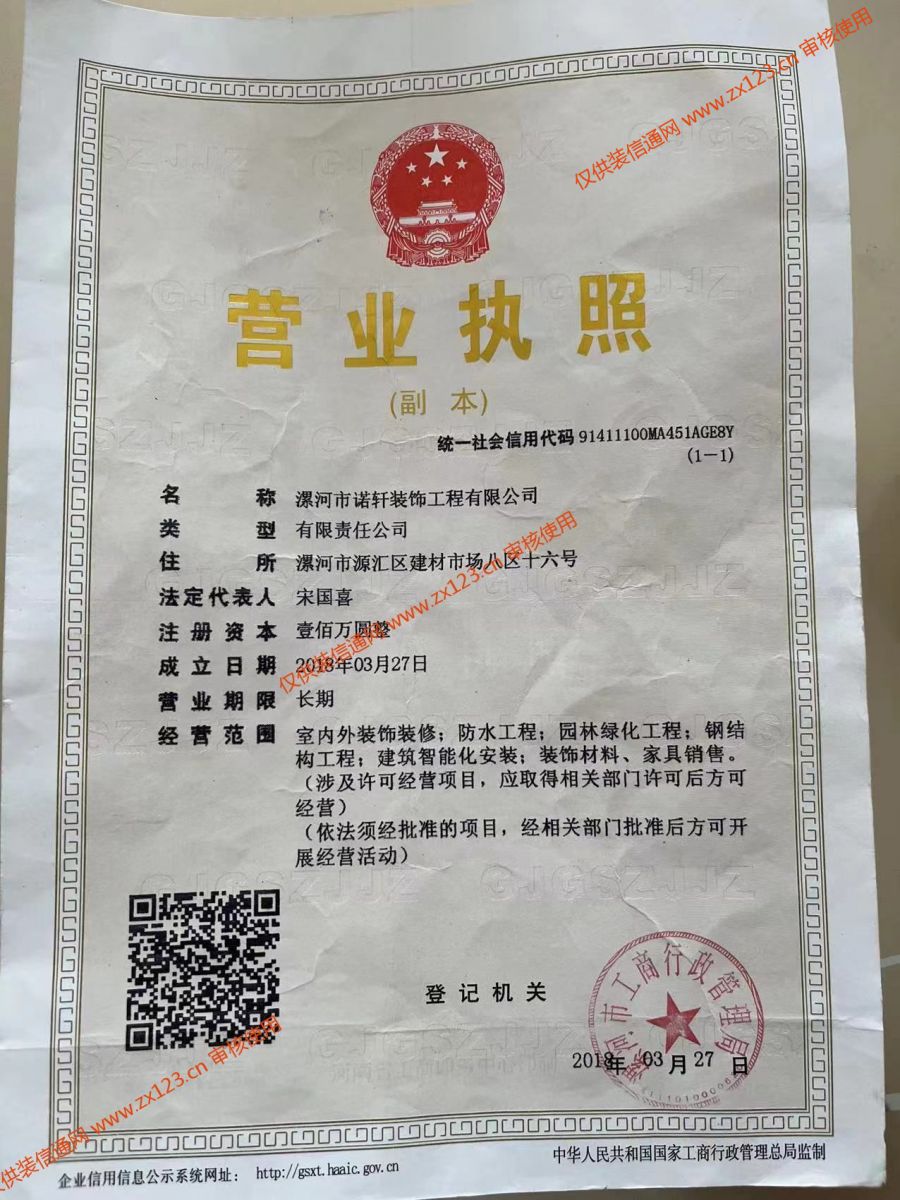 仅供装信通网 www.zx123.cn 审核使用
营业执照
(副 本)
统一社会信用代码 91411100MA451AGE8Y
(1-1)
名 称 漯河市诺轩装饰工程有限公司
类 型 有限责任公司
住 所 漯河市源汇区建材市场八区十六号
法定代表人 宋国喜
注册资本 壹佰万圆整
成立日期 2018年03月27日
营业期限 长期
经营范围 室内外装饰装修；防水工程；园林绿化工程；钢结
构工程；建筑智能化安装；装饰材料、家具销售。
（涉及许可经营项目，应取得相关部门许可后方可
经营）
（依法须经批准的项目，经相关部门批准后方可开
展经营活动）
仅供装信通网 www.zx123.cn 审核使用
登记机关
漯河市工商行政管理局
2018年 03月27 日
仅供装信通网 www.zx123.cn 审核使用
企业信用信息公示系统网址： http://gsxt.haaic.gov.cn
中华人民共和国国家工商行政管理总局监制